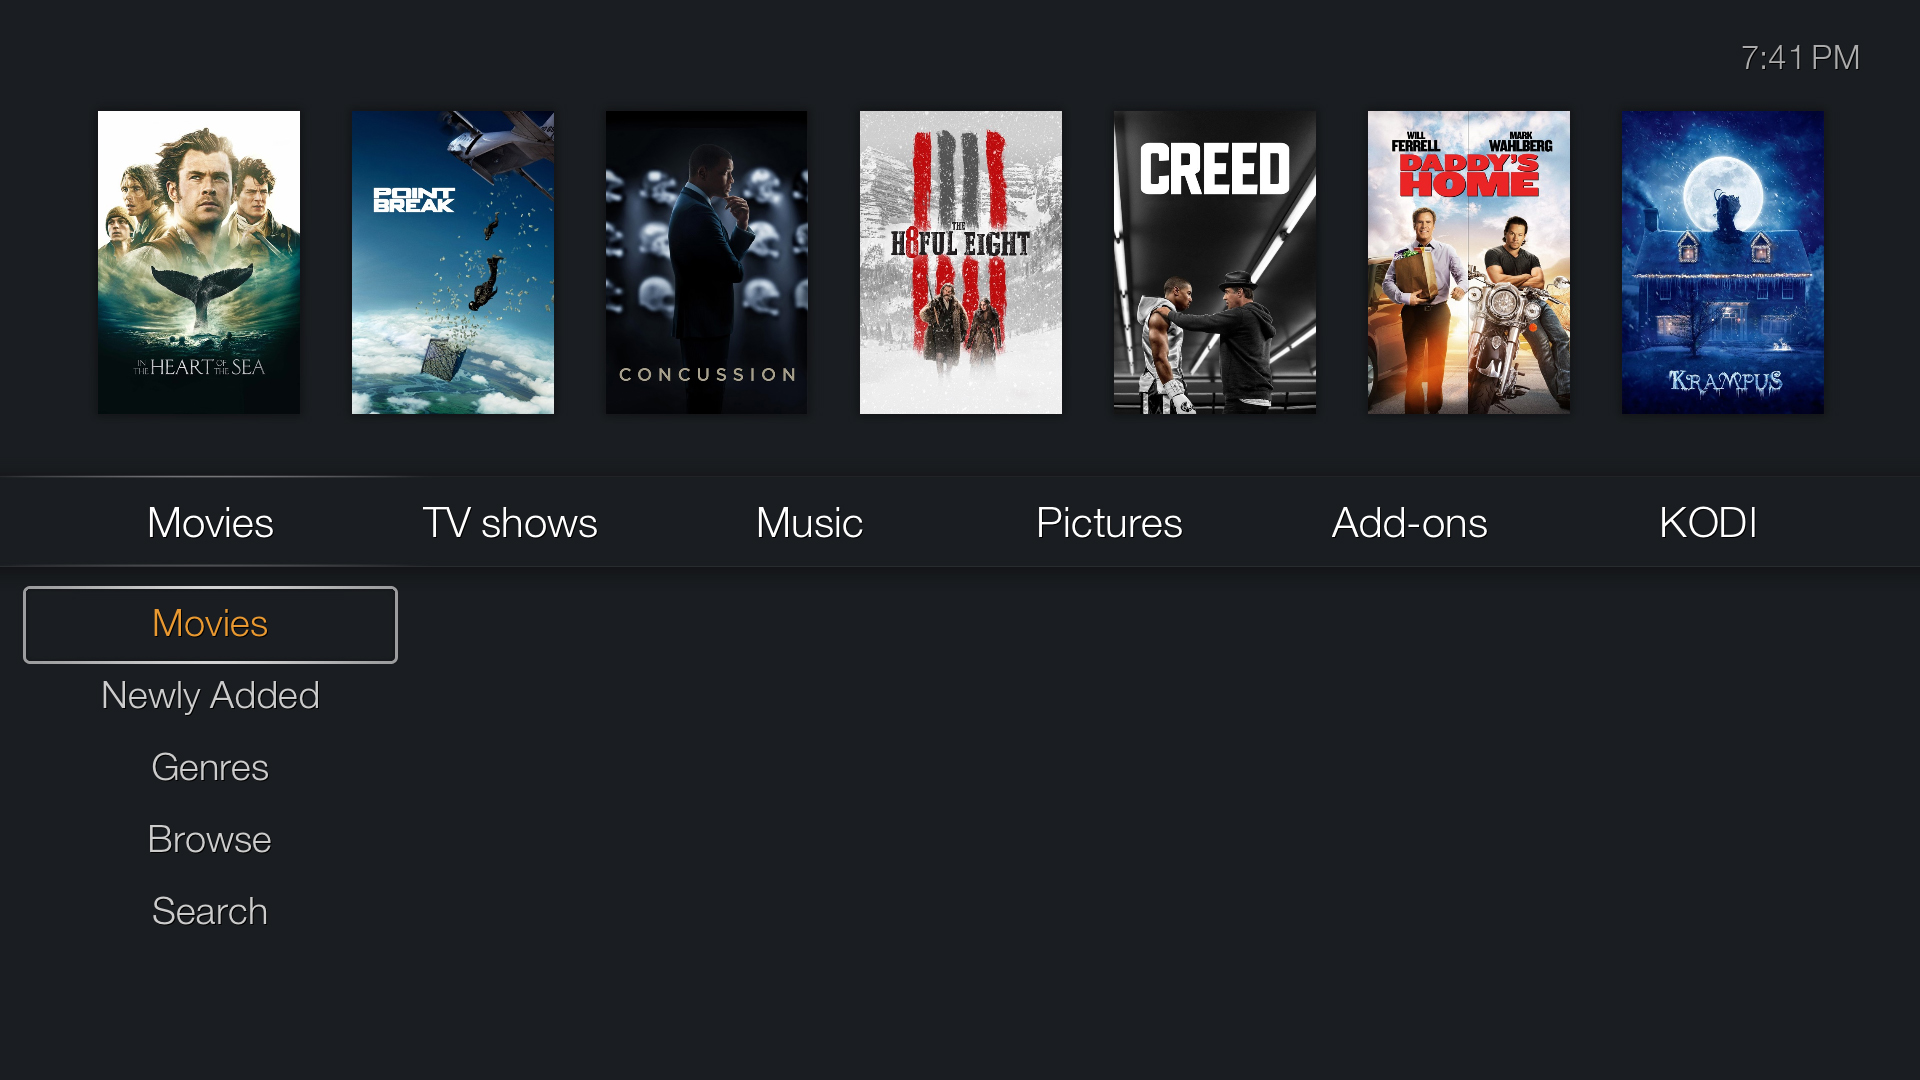 7:41 PM
IN THE HEART OF THE SEA
POINT
BREAK
CONCUSSION
THE
H8FUL EIGHT
CREED
WILL
FERRELL
MARK
WAHLBERG
DADDY'S
HOME
KRAMPUS
Movies
TV shows
Music
Pictures
Add-ons
KODI
Movies
Newly Added
Genres
Browse
Search